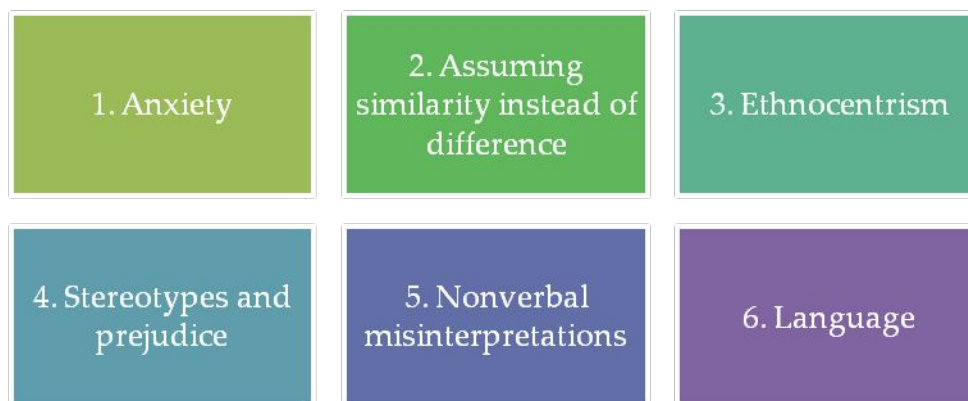 1. Anxiety
2. Assuming
similarity instead of
difference
3. Ethnocentrism
4. Stereotypes and
prejudice
5. Nonverbal
misinterpretations
6. Language